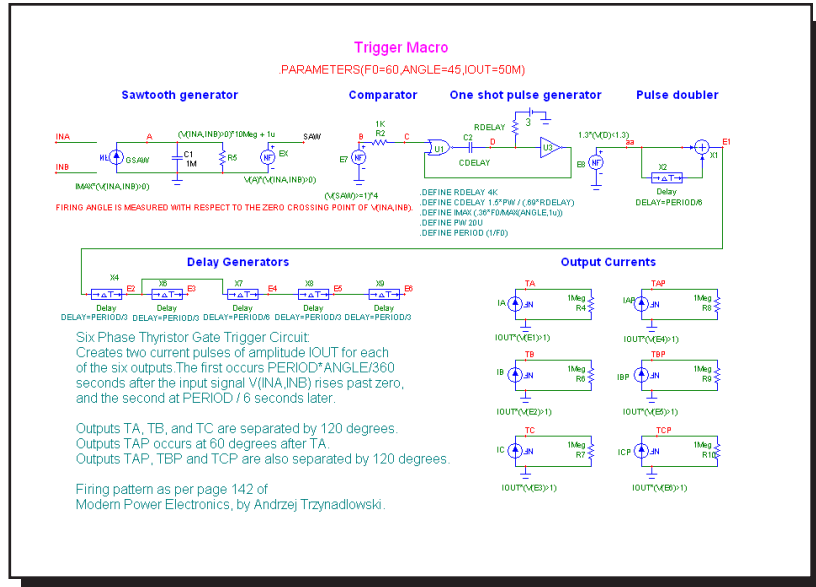 Trigger Macro
.PARAMETERS(F0=60,ANGLE=45,IOUT=50M)
Sawtooth generator
Comparator
One shot pulse generator
Pulse doubler
INA
A
(V(INA,INB)>0)*10Meg + 1u
SAW
GSAW
C1
1M
R5
NF
EX
INB
IMAX*(V(INA,INB)>0)
V(A)*(V(INA,INB)>0)
FIRING ANGLE IS MEASURED WITH RESPECT TO THE ZERO CROSSING POINT OF V(INA,INB).
1K
R2
B
C
E7
NF
(V(SAW)>=1)*4
U1
C2
D
CDELAY
RDELAY
3
U3
.DEFINE RDELAY 4K
.DEFINE CDELAY 1.5*PW / (.69*RDELAY)
.DEFINE IMAX (.36*F0/MAX(ANGLE,1u))
.DEFINE PW 20U
.DEFINE PERIOD (1/F0)
1.3*(V(D)<1.3)
E8
NF
aa
X1
E1
X2
Delay
DELAY=PERIOD/6
Delay Generators
X4
E2
Delay
DELAY=PERIOD/3
X6
E3
Delay
DELAY=PERIOD/3
X7
E4
Delay
DELAY=PERIOD/6
X8
E5
Delay
DELAY=PERIOD/3
X9
E6
Delay
DELAY=PERIOD/3
Output Currents
TA
IA
NF
1Meg
R4
IOUT*(V(E1)>1)
TAP
IAP
NF
1Meg
R8
IOUT*(V(E4)>1)
TB
IB
NF
1Meg
R6
IOUT*(V(E2)>1)
TBP
IBP
NF
1Meg
R9
IOUT*(V(E5)>1)
TC
IC
NF
1Meg
R7
IOUT*(V(E3)>1)
TCP
ICP
NF
1Meg
R10
IOUT*(V(E6)>1)
Six Phase Thyristor Gate Trigger Circuit:
Creates two current pulses of amplitude IOUT for each
of the six outputs.The first occurs PERIOD*ANGLE/360
seconds after the input signal V(INA,INB) rises past zero,
and the second at PERIOD / 6 seconds later.
Outputs TA, TB, and TC are separated by 120 degrees.
Outputs TAP occurs at 60 degrees after TA.
Outputs TAP, TBP and TCP are also separated by 120 degrees.
Firing pattern as per page 142 of
Modern Power Electronics, by Andrzej Trzynadlowski.